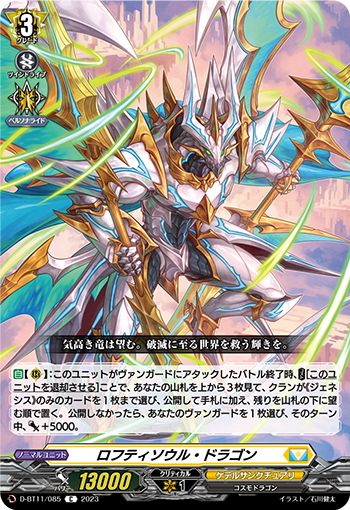 3
グレード
ツインドライブ
ペルソナライド
気高き竜は望む。破滅に至る世界を救う輝きを。
自【R】：このユニットがヴァンガードにアタックしたバトル終了時、【[このユ
ニットを退却させる]ことで、あなたの山札を上から3枚見て、クランが《ジェネ
シス》のみのカードを1枚まで選び、公開して手札に加え、残りを山札の下に望
む順で置く。公開しなかったら、あなたのヴァンガードを1枚選び、そのターン
中、+5000。
ノーマルユニット
ロフティソウル・ドラゴン
パワー 13000
クリティカル
1
ケテルサンクチュアリ
コスモドラゴン
D-BT11/085 C 2023
イラスト/石川健太